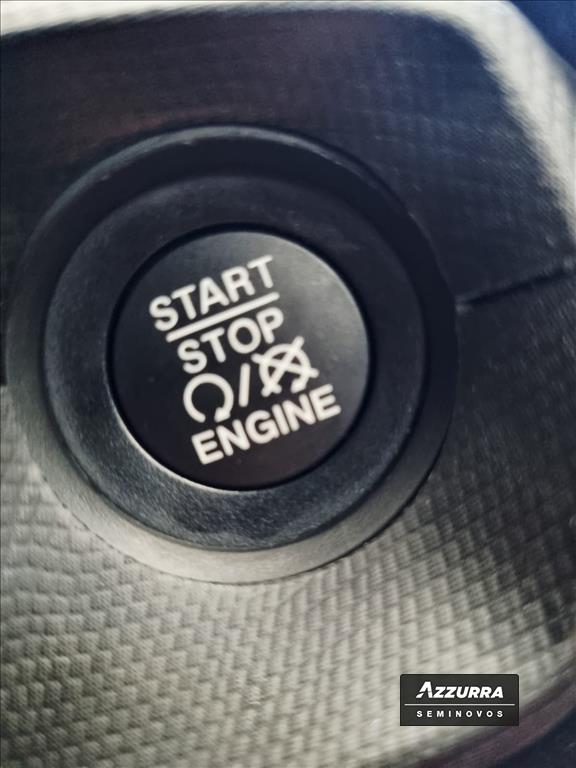 START
STOP
/
ENGINE
AZZURRA
SEMINOVOS